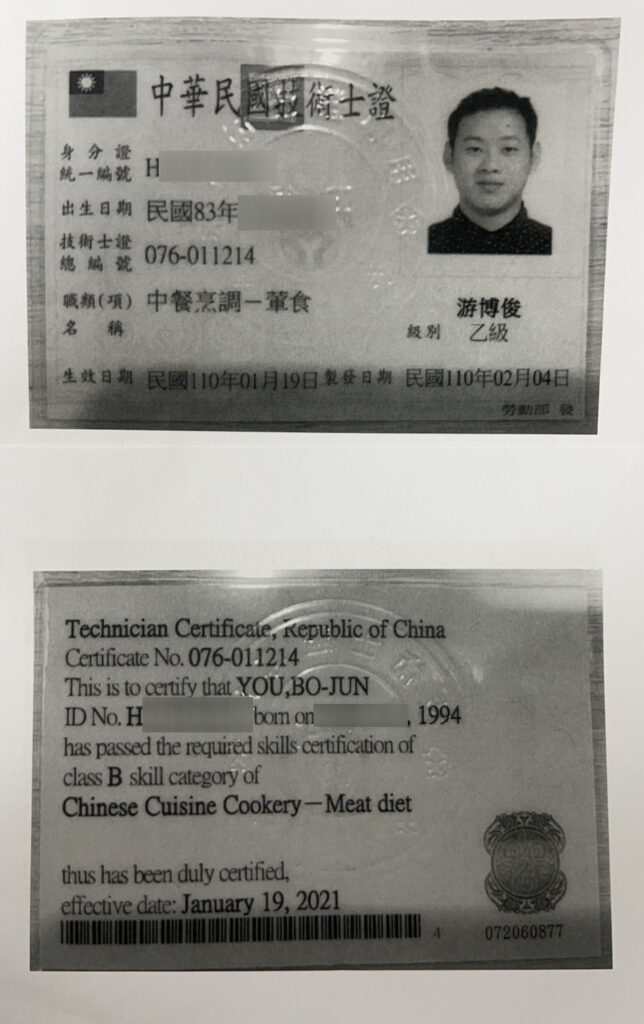 中華民國技術士證
身分證
統一編號 H
出生日期 民國83年
技術士證
總編號 076-011214
職類(項)
名稱 中餐烹調－葷食
游博俊
級別 乙級
生效日期 民國110年01月19日 製發日期 民國110年02月04日
勞動部 發
Technician Certificate, Republic of China
Certificate No. 076-011214
This is to certify that YOU,BO-JUN
ID No. H born on , 1994
has passed the required skills certification of
class B skill category of
Chinese Cuisine Cookery－Meat diet
thus has been duly certified,
effective date: January 19, 2021
4 072060877